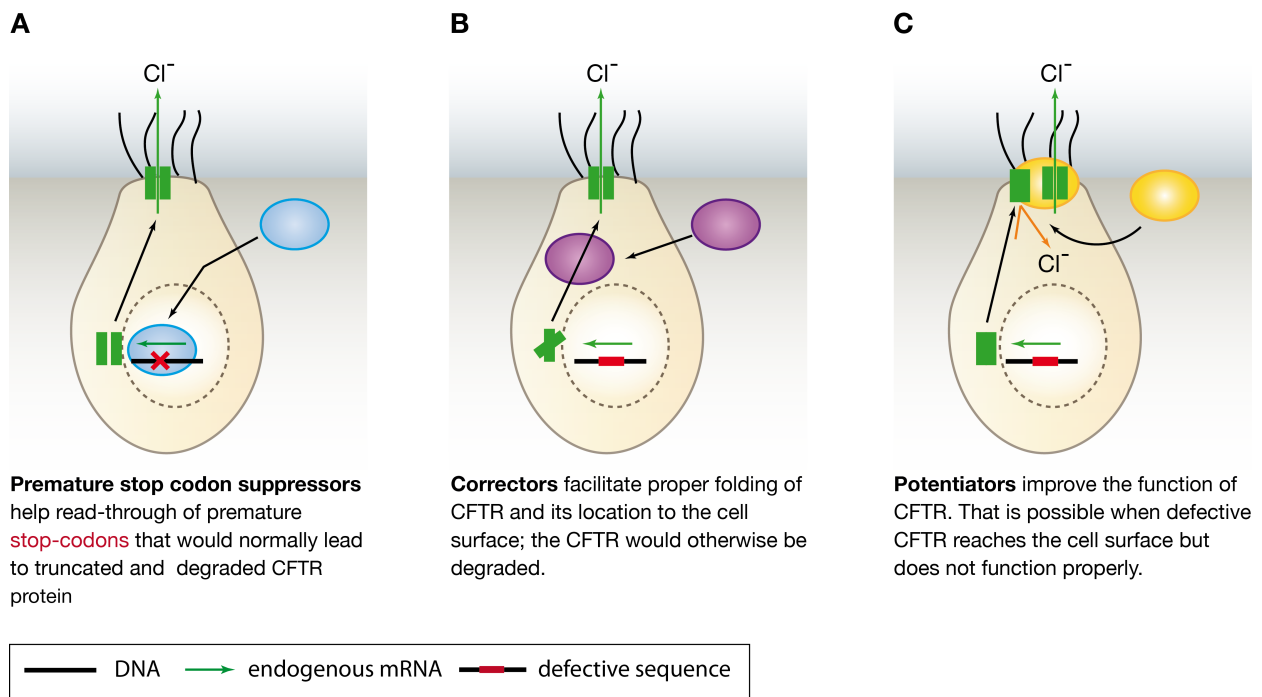 A
Cl⁻
Premature stop codon suppressors
help read-through of premature
stop-codons that would normally lead
to truncated and degraded CFTR
protein
B
Cl⁻
Correctors facilitate proper folding of
CFTR and its location to the cell
surface; the CFTR would otherwise be
degraded.
C
Cl⁻
Cl⁻
Potentiators improve the function of
CFTR. That is possible when defective
CFTR reaches the cell surface but
does not function properly.
DNA
endogenous mRNA
defective sequence